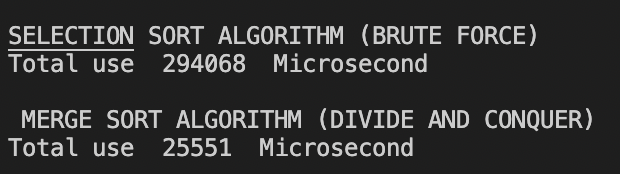 SELECTION SORT ALGORITHM (BRUTE FORCE)
Total use  294068  Microsecond
MERGE SORT ALGORITHM (DIVIDE AND CONQUER)
Total use  25551  Microsecond